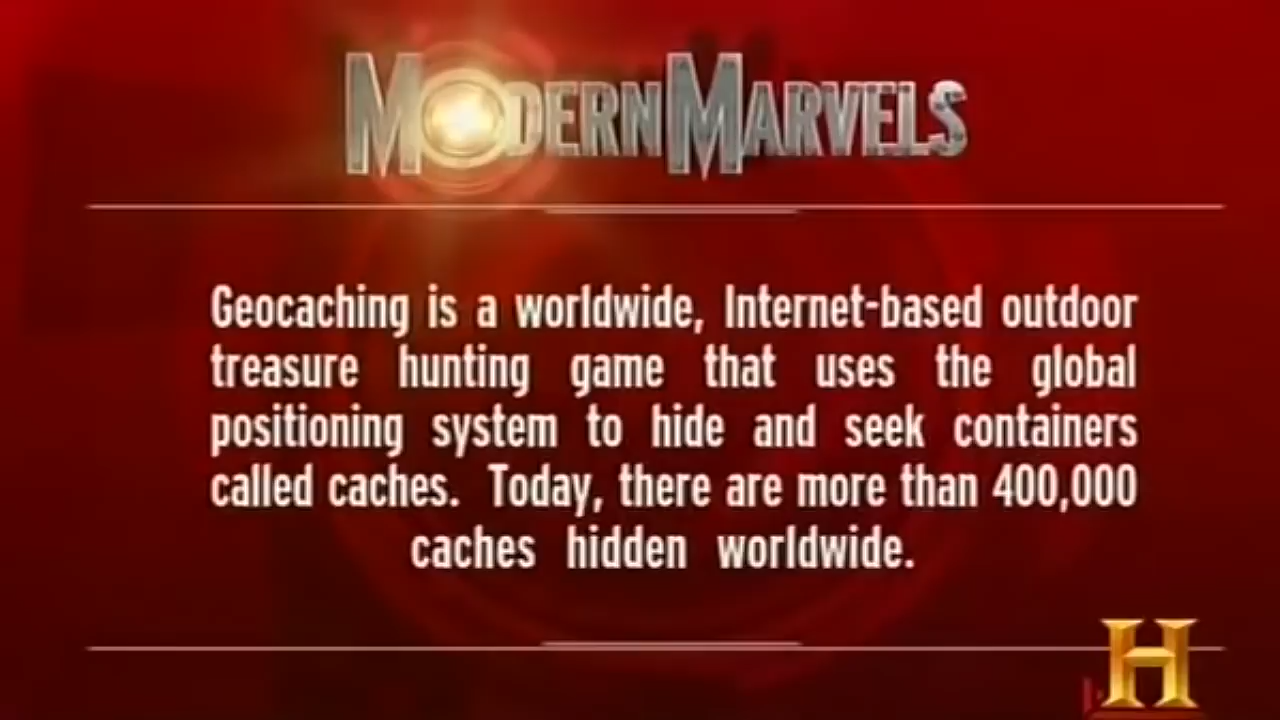 MODERN MARVELS
Geocaching is a worldwide, Internet-based outdoor
treasure hunting game that uses the global
positioning system to hide and seek containers
called caches. Today, there are more than 400,000
caches hidden worldwide.
H